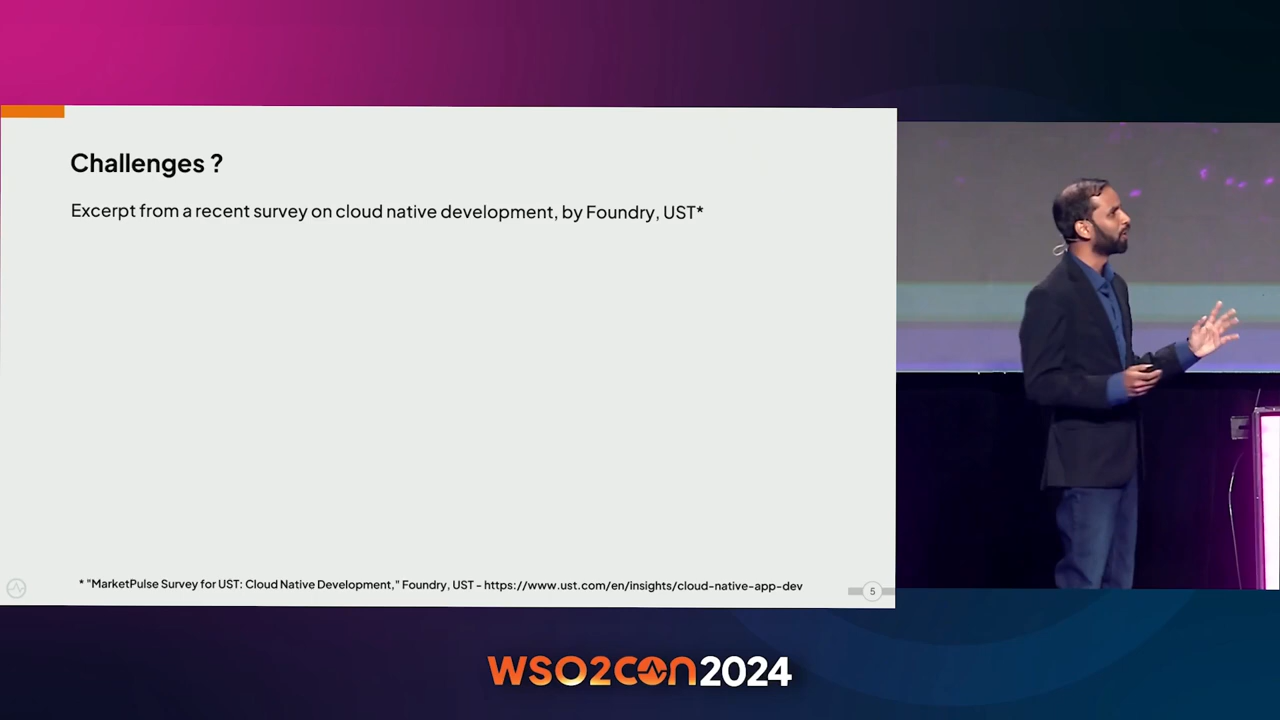 Challenges ?
Excerpt from a recent survey on cloud native development, by Foundry, UST*
* "MarketPulse Survey for UST: Cloud Native Development," Foundry, UST - https://www.ust.com/en/insights/cloud-native-app-dev
5
WSO2CON2024